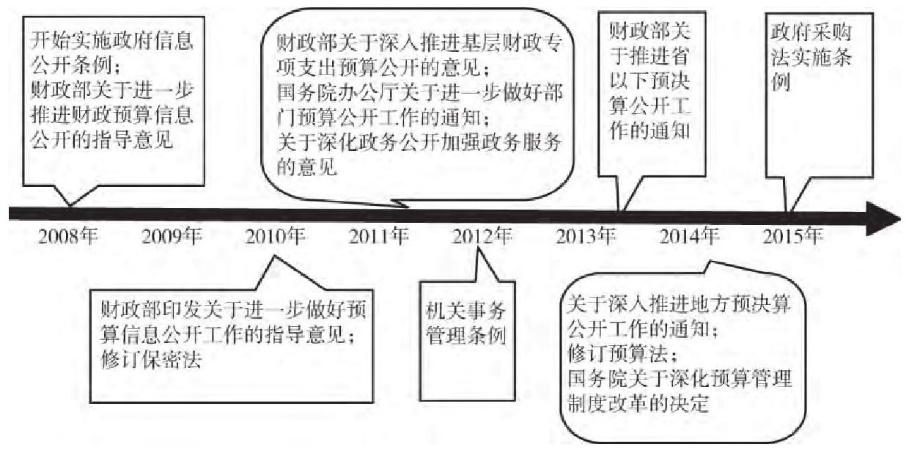 开始实施政府信息
公开条例；
财政部关于进一步
推进财政预算信息
公开的指导意见
财政部关于深入推进基层财政专
项支出预算公开的意见；
国务院办公厅关于进一步做好部
门预算公开工作的通知；
关于深化政务公开加强政务服务
的意见
财政部关
于推进省
以下预决
算公开工
作的通知
政府采购
法实施条
例
2008年 2009年 2010年 2011年 2012年 2013年 2014年 2015年
财政部印发关于进一步做好预
算信息公开工作的指导意见；
修订保密法
机关事务
管理条例
关于深入推进地方预决算
公开工作的通知；
修订预算法；
国务院关于深化预算管理
制度改革的决定